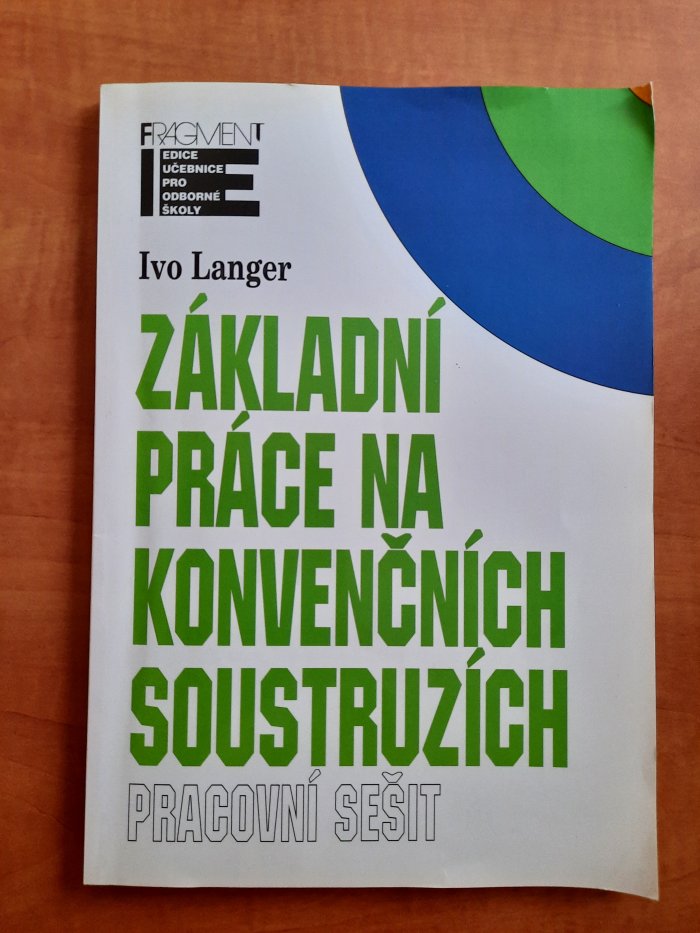 FRAGMENT
EDICE
UČEBNICE
PRO
ODBORNÉ
ŠKOLY
Ivo Langer
ZÁKLADNÍ
PRÁCE NA
KONVENČNÍCH
SOUSTRUZÍCH
PRACOVNÍ SEŠIT